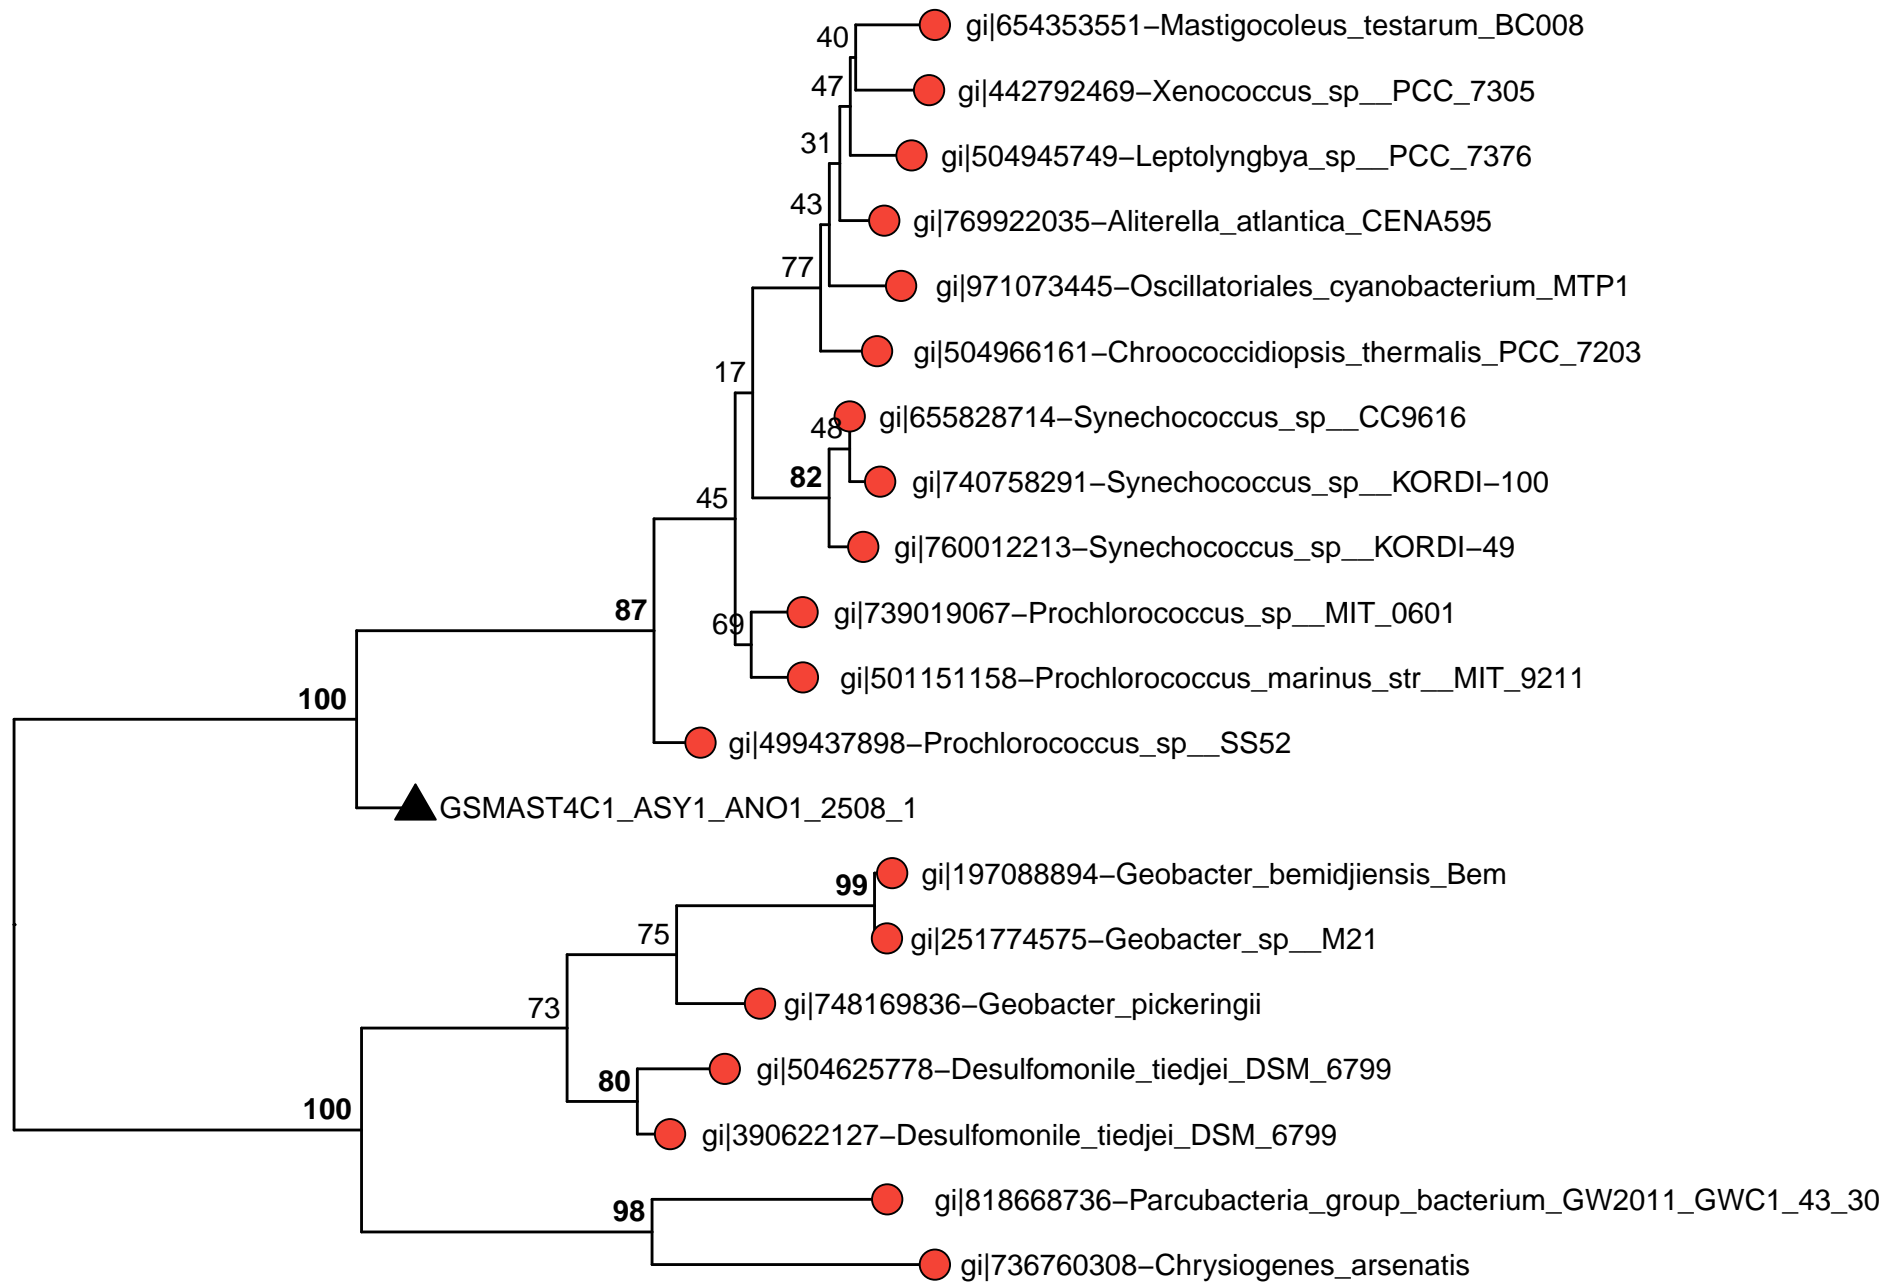 40
gi|654353551−Mastigocoleus_testarum_BC008
47
gi|442792469−Xenococcus_sp__PCC_7305
31
gi|504945749−Leptolyngbya_sp__PCC_7376
43
gi|769922035−Aliterella_atlantica_CENA595
77
gi|971073445−Oscillatoriales_cyanobacterium_MTP1
gi|504966161−Chroococcidiopsis_thermalis_PCC_7203
17
gi|655828714−Synechococcus_sp__CC9616
48
82
gi|740758291−Synechococcus_sp__KORDI−100
45
gi|760012213−Synechococcus_sp__KORDI−49
87
gi|739019067−Prochlorococcus_sp__MIT_0601
69
gi|501151158−Prochlorococcus_marinus_str__MIT_9211
100
gi|499437898−Prochlorococcus_sp__SS52
GSMAST4C1_ASY1_ANO1_2508_1
99
gi|197088894−Geobacter_bemidjiensis_Bem
75
gi|251774575−Geobacter_sp__M21
73
gi|748169836−Geobacter_pickeringii
80
gi|504625778−Desulfomonile_tiedjei_DSM_6799
100
gi|390622127−Desulfomonile_tiedjei_DSM_6799
98
gi|818668736−Parcubacteria_group_bacterium_GW2011_GWC1_43_30
gi|736760308−Chrysiogenes_arsenatis